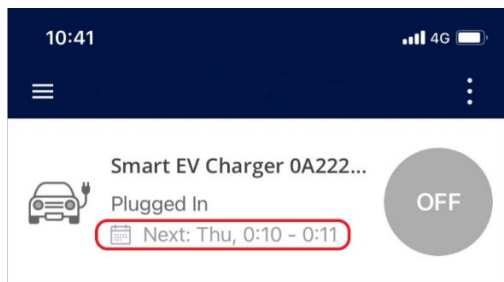 10:41
4G
Smart EV Charger 0A222...
Plugged In
OFF
Next: Thu, 0:10 - 0:11